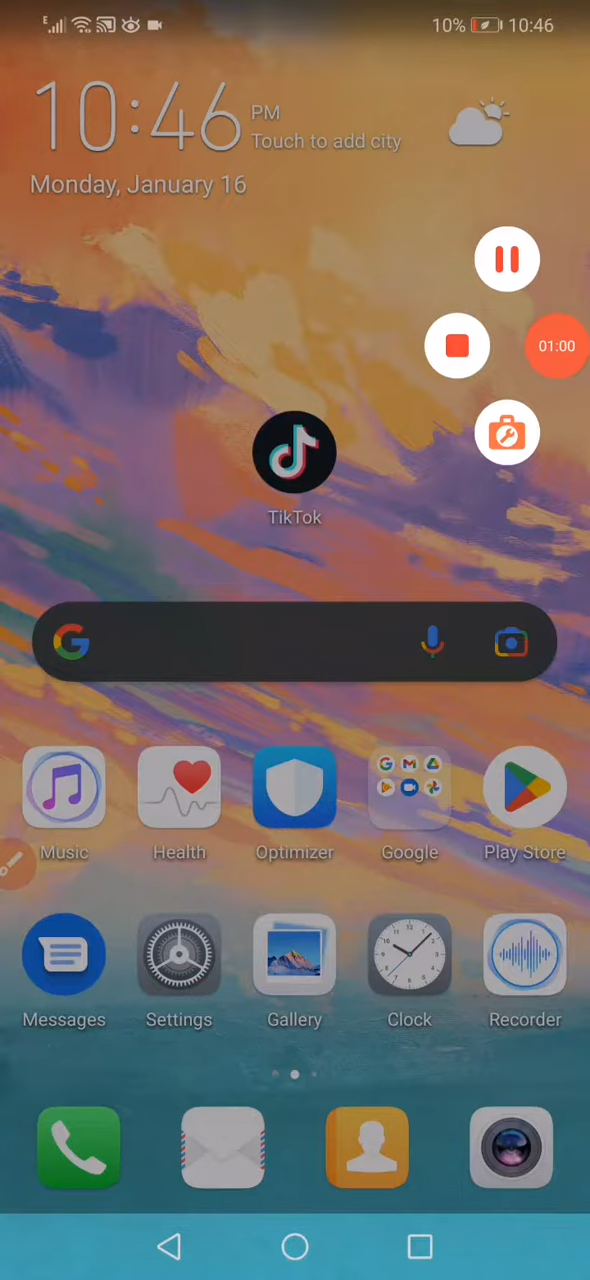 E 10% 10:46
10:46 PM
Touch to add city
Monday, January 16
01:00
TikTok
Music Health Optimizer Google Play Store
Messages Settings Gallery Clock Recorder